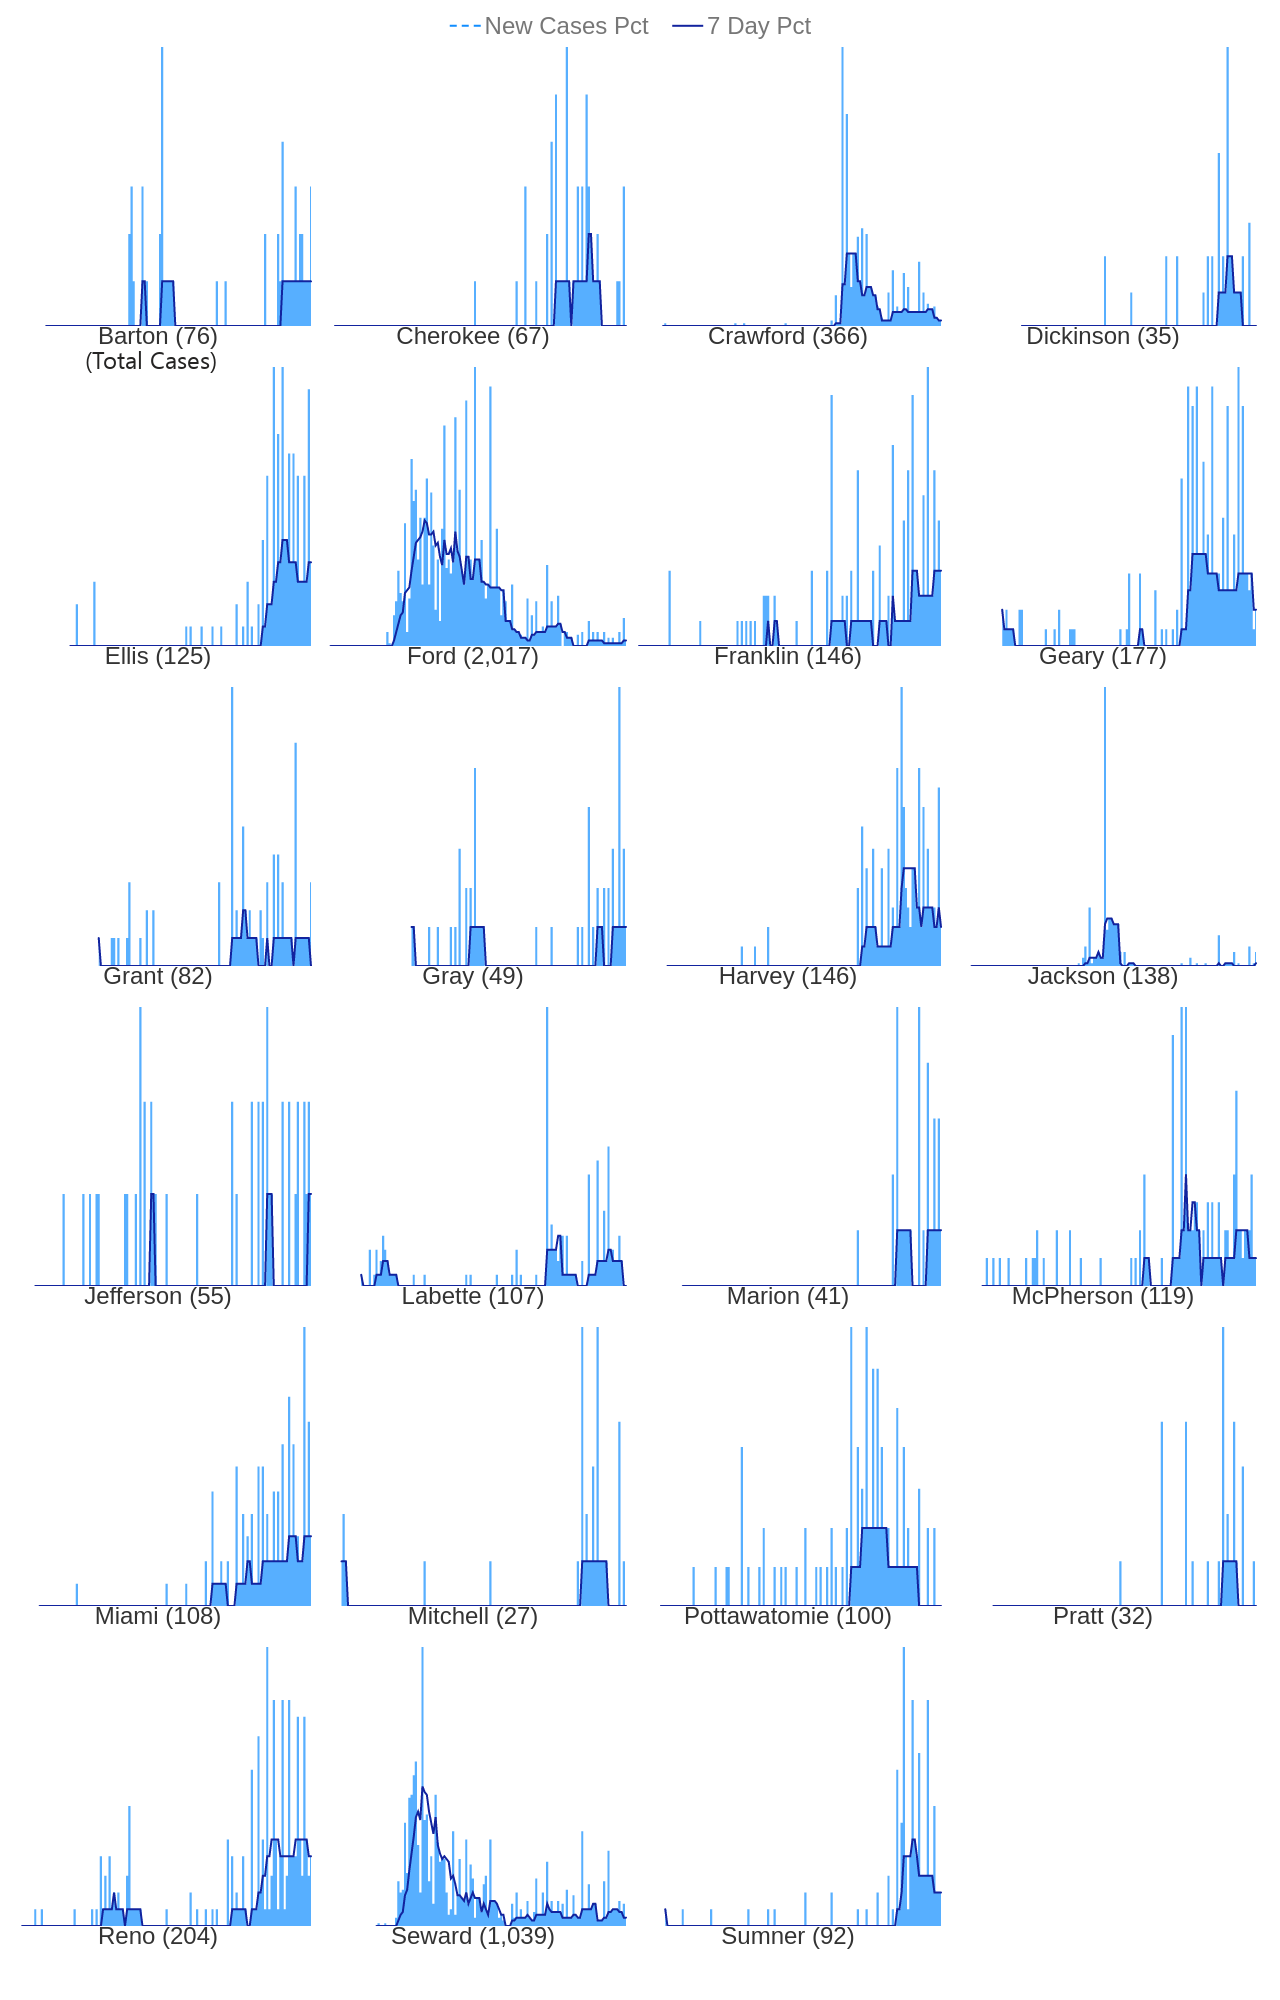 New Cases Pct 7 Day Pct
Barton (76) Cherokee (67) Crawford (366) Dickinson (35)
(Total Cases)
Ellis (125) Ford (2,017) Franklin (146) Geary (177)
Grant (82) Gray (49) Harvey (146) Jackson (138)
Jefferson (55) Labette (107) Marion (41) McPherson (119)
Miami (108) Mitchell (27) Pottawatomie (100) Pratt (32)
Reno (204) Seward (1,039) Sumner (92)